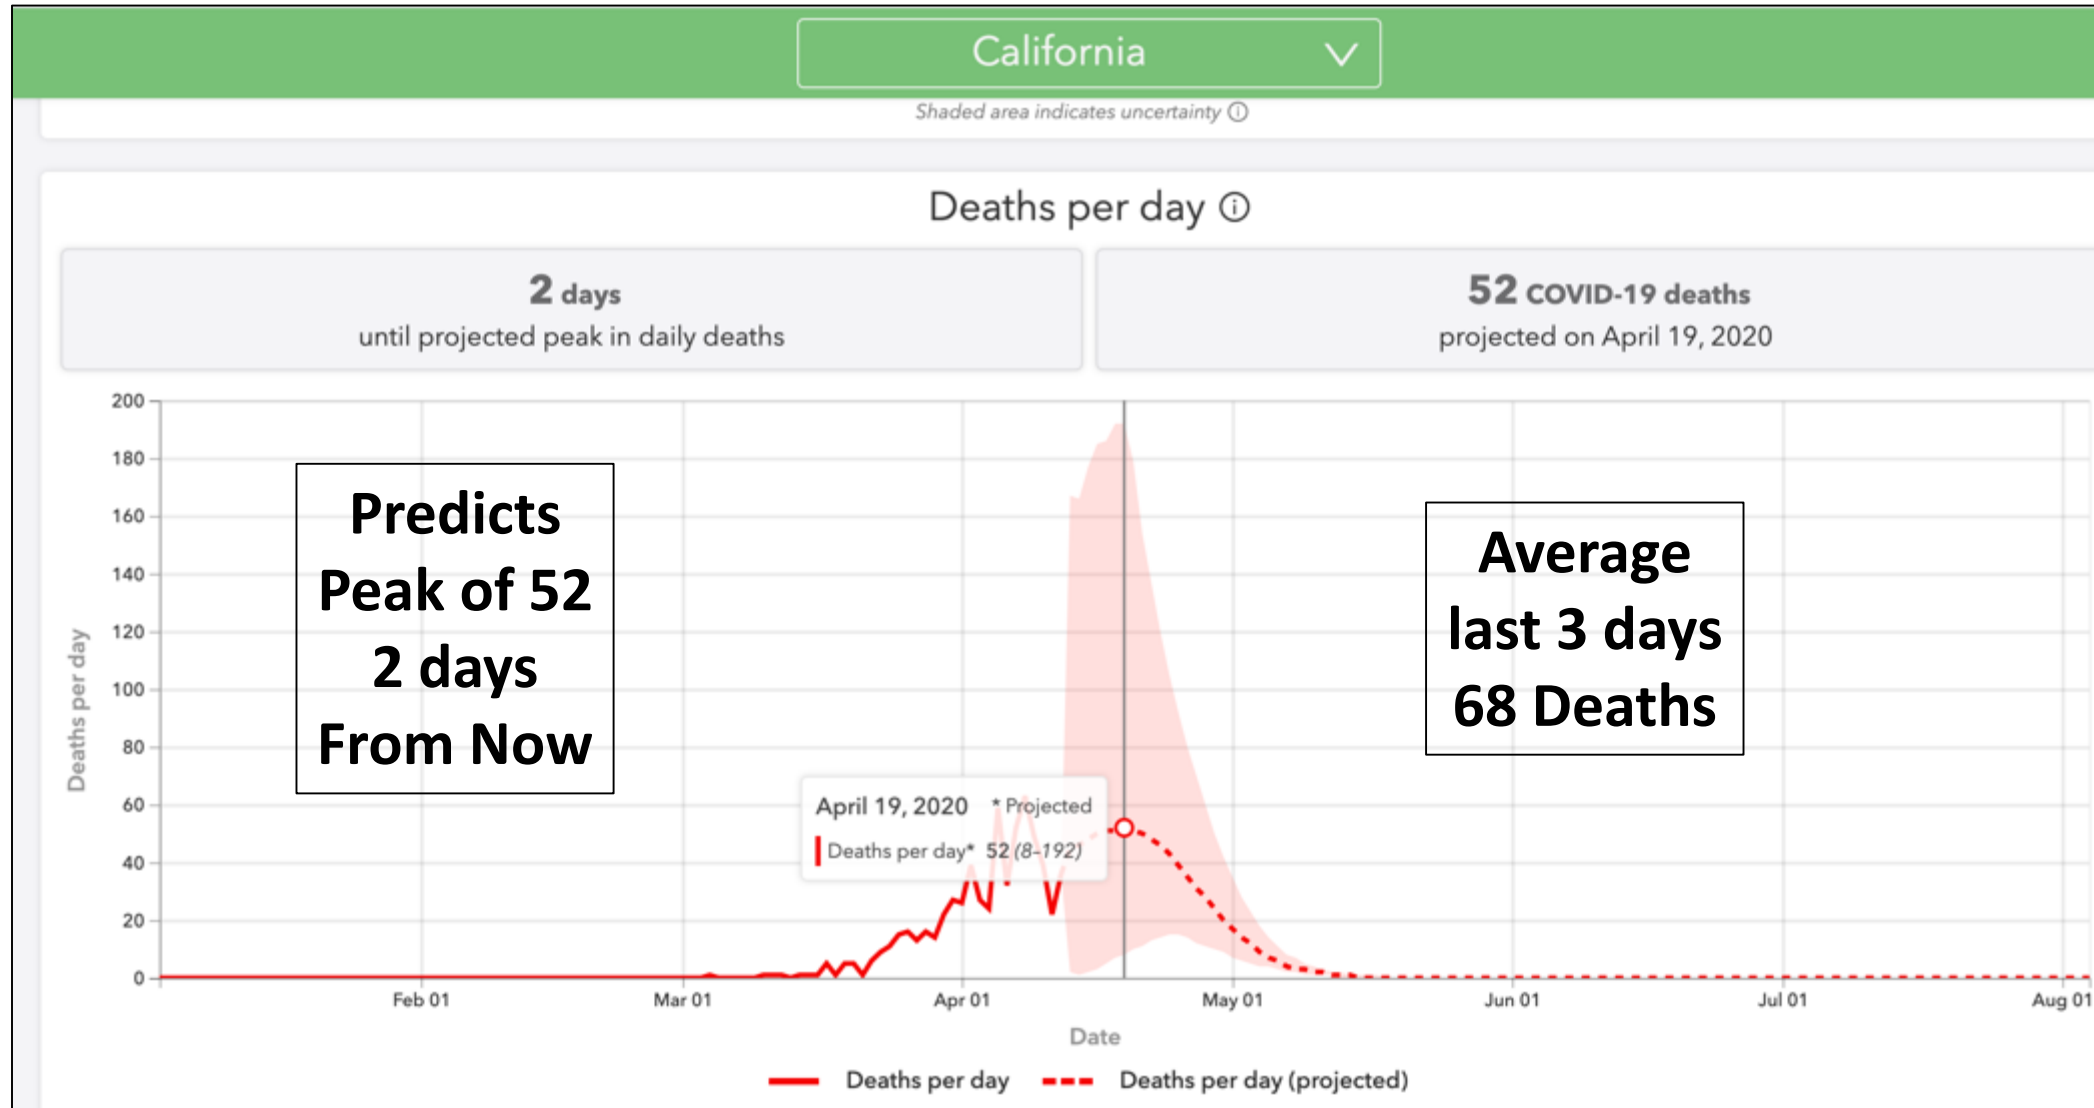 California
Shaded area indicates uncertainty
Deaths per day
2 days
until projected peak in daily deaths
52 COVID-19 deaths
projected on April 19, 2020
200
180
160
140
120
100
80
60
40
20
0
Deaths per day
Predicts
Peak of 52
2 days
From Now
Average
last 3 days
68 Deaths
April 19, 2020 * Projected
Deaths per day* 52 (8-192)
Feb 01
Mar 01
Apr 01
May 01
Jun 01
Jul 01
Aug 01
Date
Deaths per day
Deaths per day (projected)